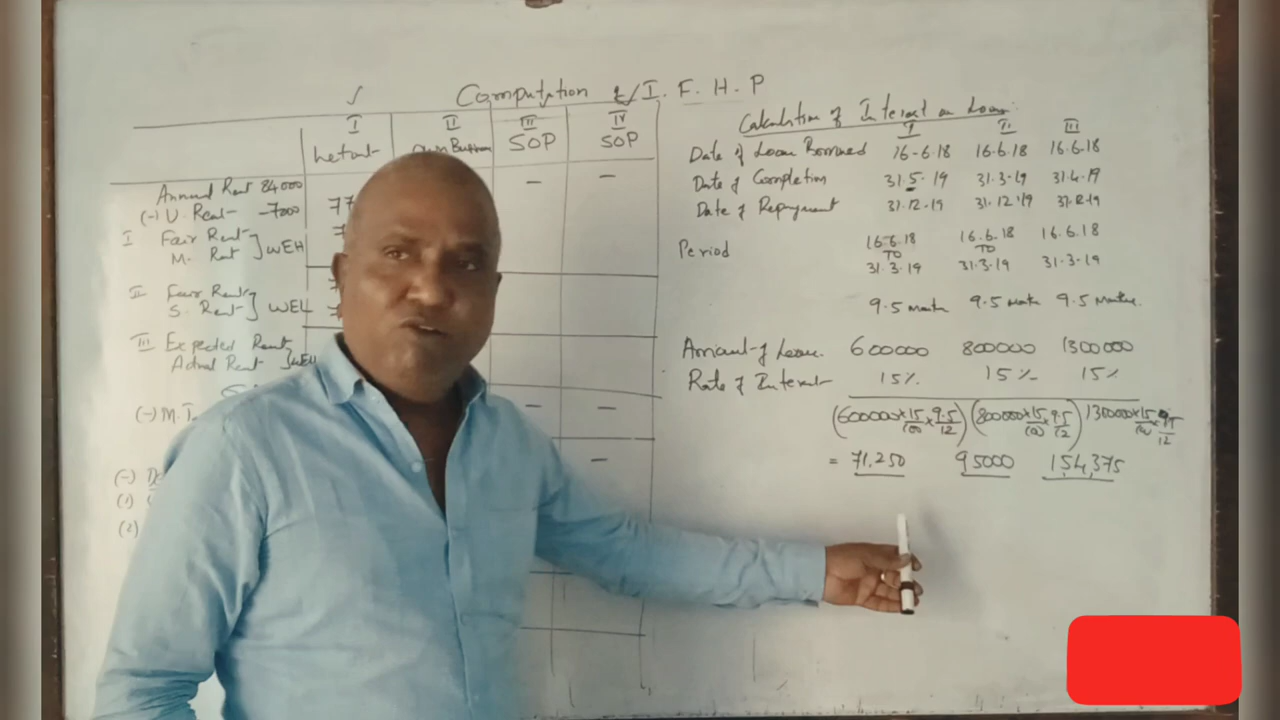 Computation of I. F. H. P
I II III IV
Letout own Bussion SOP SOP
Annual Rent 84000 — —
(-) U. Rent - 7000 77
I Fair Rent
M. Rent } WEH
II Fair Rent
S. Rent } WEL
III Expected Rent
Actual Rent } WEH
(-) M.T — —
—
(-)
(1)
(2)
Calculation of Interest on Loan:
I II III
Date of Loan Borrowed 16-6.18 16.6.18 16.6.18
Date of Completion 31.5.19 31.3.19 31.4.19
Date of Repayment 31.12.19 31.12.19 31.12.19
Period 16.6.18 16.6.18 16.6.18
TO TO
31.3.19 31.3.19 31.3.19
9.5 Months 9.5 Months 9.5 Months.
Amount of Loan. 600000 800000 1300000
Rate of Interest 15% 15% 15%
(600000×15/100×9.5/12) (800000×15/100×9.5/12) 1300000×15/100×9.5/12
= 71,250 95000 154,375